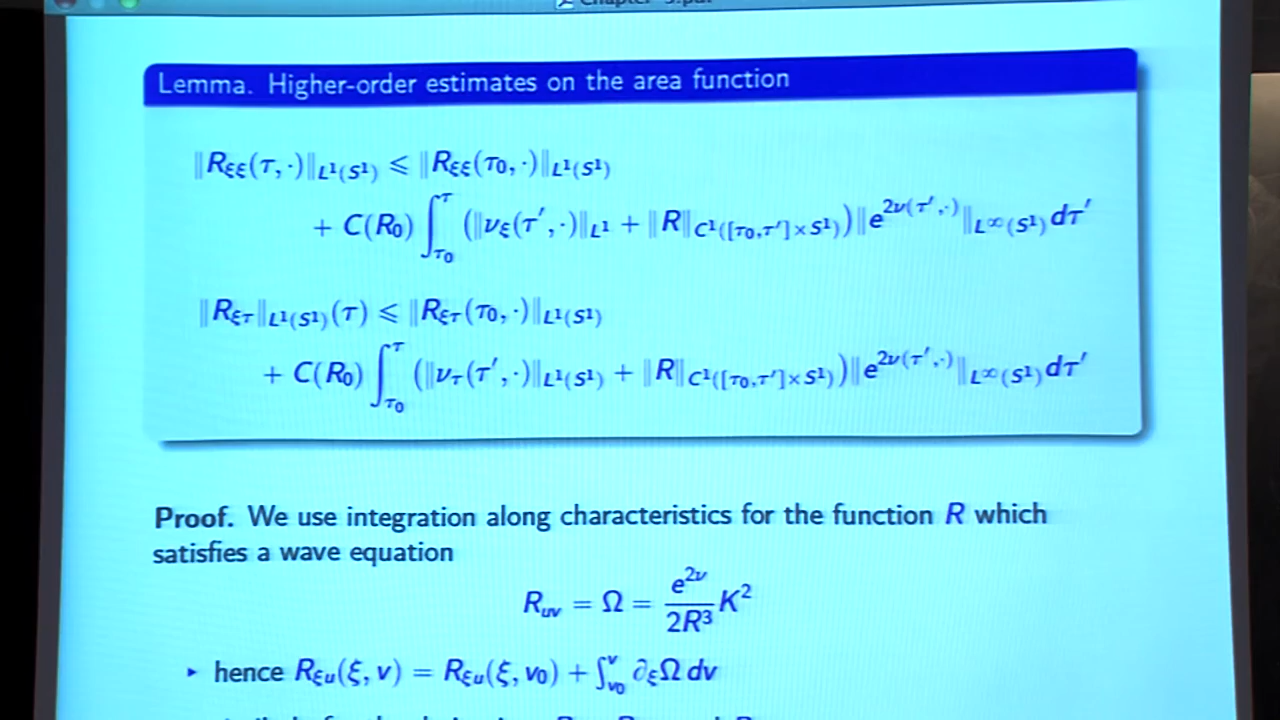 Lemma. Higher-order estimates on the area function
‖R_{ξξ}(τ, ·)‖_{L¹(S¹)} ⩽ ‖R_{ξξ}(τ₀, ·)‖_{L¹(S¹)}
+ C(R₀) ∫_{τ₀}^{τ} (‖ν_ξ(τ′, ·)‖_{L¹} + ‖R‖_{C¹([τ₀,τ′]×S¹)})‖e^{2ν(τ′,·)}‖_{L^∞(S¹)} dτ′
‖R_{ξτ}‖_{L¹(S¹)}(τ) ⩽ ‖R_{ξτ}(τ₀, ·)‖_{L¹(S¹)}
+ C(R₀) ∫_{τ₀}^{τ} (‖ν_τ(τ′, ·)‖_{L¹(S¹)} + ‖R‖_{C¹([τ₀,τ′]×S¹)})‖e^{2ν(τ′,·)}‖_{L^∞(S¹)} dτ′
Proof. We use integration along characteristics for the function R which
satisfies a wave equation
R_{uv} = Ω = \frac{e^{2ν}}{2R³} K²
▸ hence R_{ξu}(ξ, v) = R_{ξu}(ξ, v₀) + ∫_{v₀}^{v} ∂_ξΩ dv